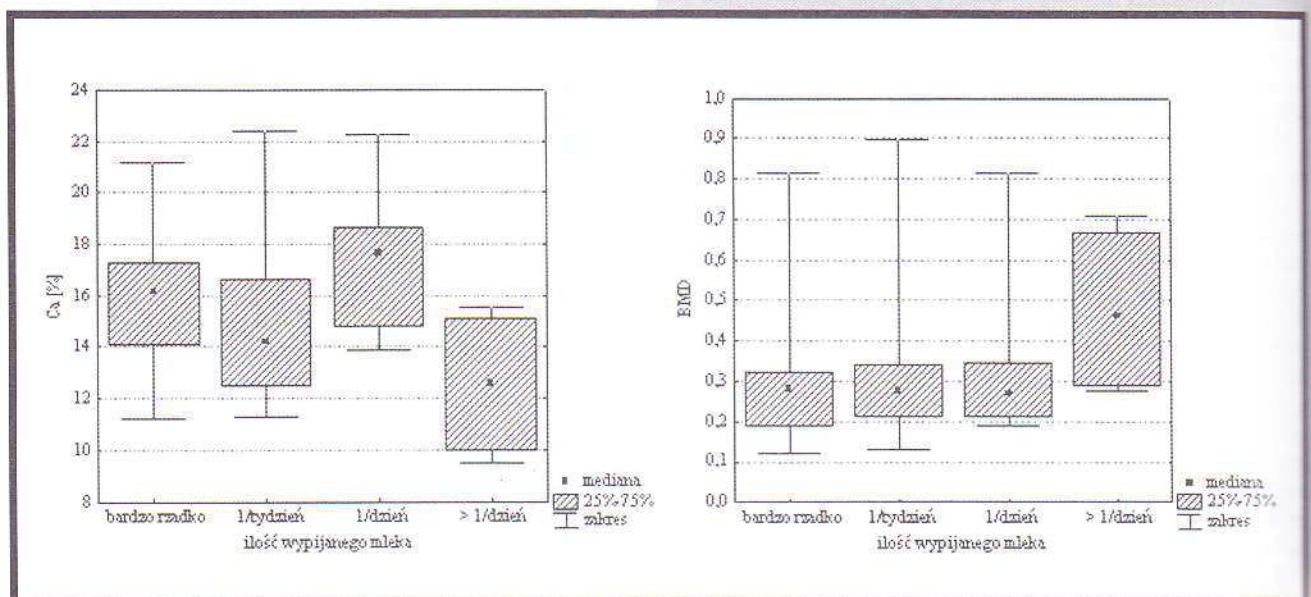 24
22
20
18
16
14
12
10
8
Ca [%]
bardzo rzadko 1/tydzień 1/dzień > 1/dzień
ilość wypijanego mleka
mediana
25%-75%
zakres
1,0
0,9
0,8
0,7
0,6
0,5
0,4
0,3
0,2
0,1
0,0
BMD
bardzo rzadko 1/tydzień 1/dzień > 1/dzień
ilość wypijanego mleka
mediana
25%-75%
zakres